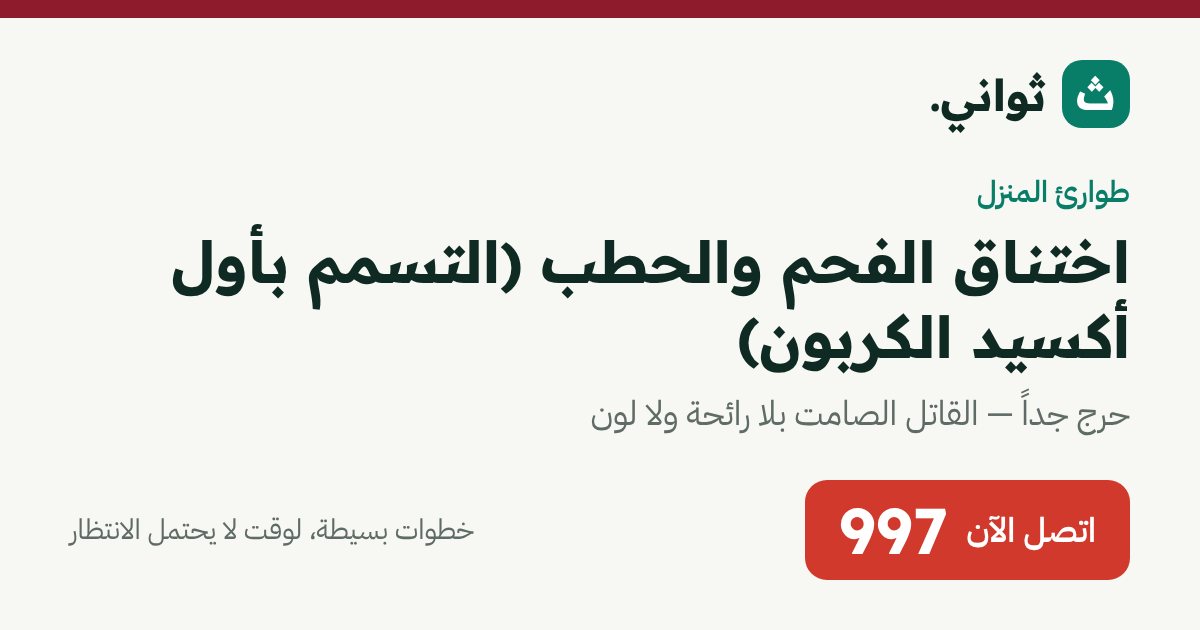 ث ثواني.
طوارئ المنزل
اختناق الفحم والحطب (التسمم بأول
أكسيد الكربون)
حرج جداً — القاتل الصامت بلا رائحة ولا لون
اتصل الآن 997
خطوات بسيطة، لوقت لا يحتمل الانتظار